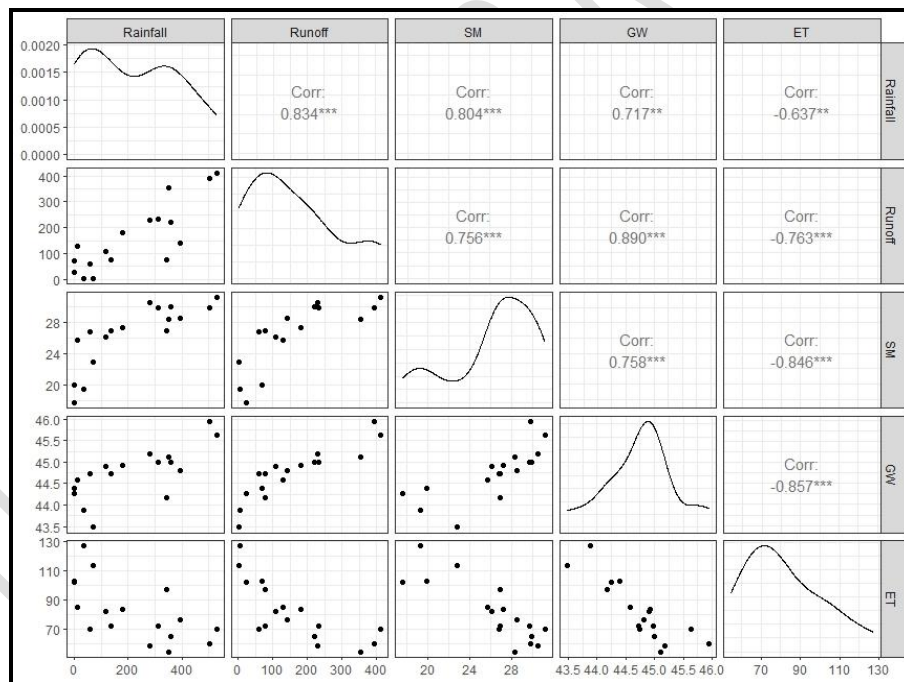 Rainfall Runoff SM GW ET
0.0020
0.0015
0.0010
0.0005
0.0000
Corr:
0.834***
Corr:
0.804***
Corr:
0.717**
Corr:
-0.637**
Rainfall
400
300
200
100
0
Corr:
0.756***
Corr:
0.890***
Corr:
-0.763***
Runoff
28
24
20
Corr:
0.758***
Corr:
-0.846***
SM
46.0
45.5
45.0
44.5
44.0
43.5
Corr:
-0.857***
GW
130
110
90
70
ET
0 200 400
0 100 200 300 400
20 24 28
43.5 44.0 44.5 45.0 45.5 46.0
50 70 90 110 130